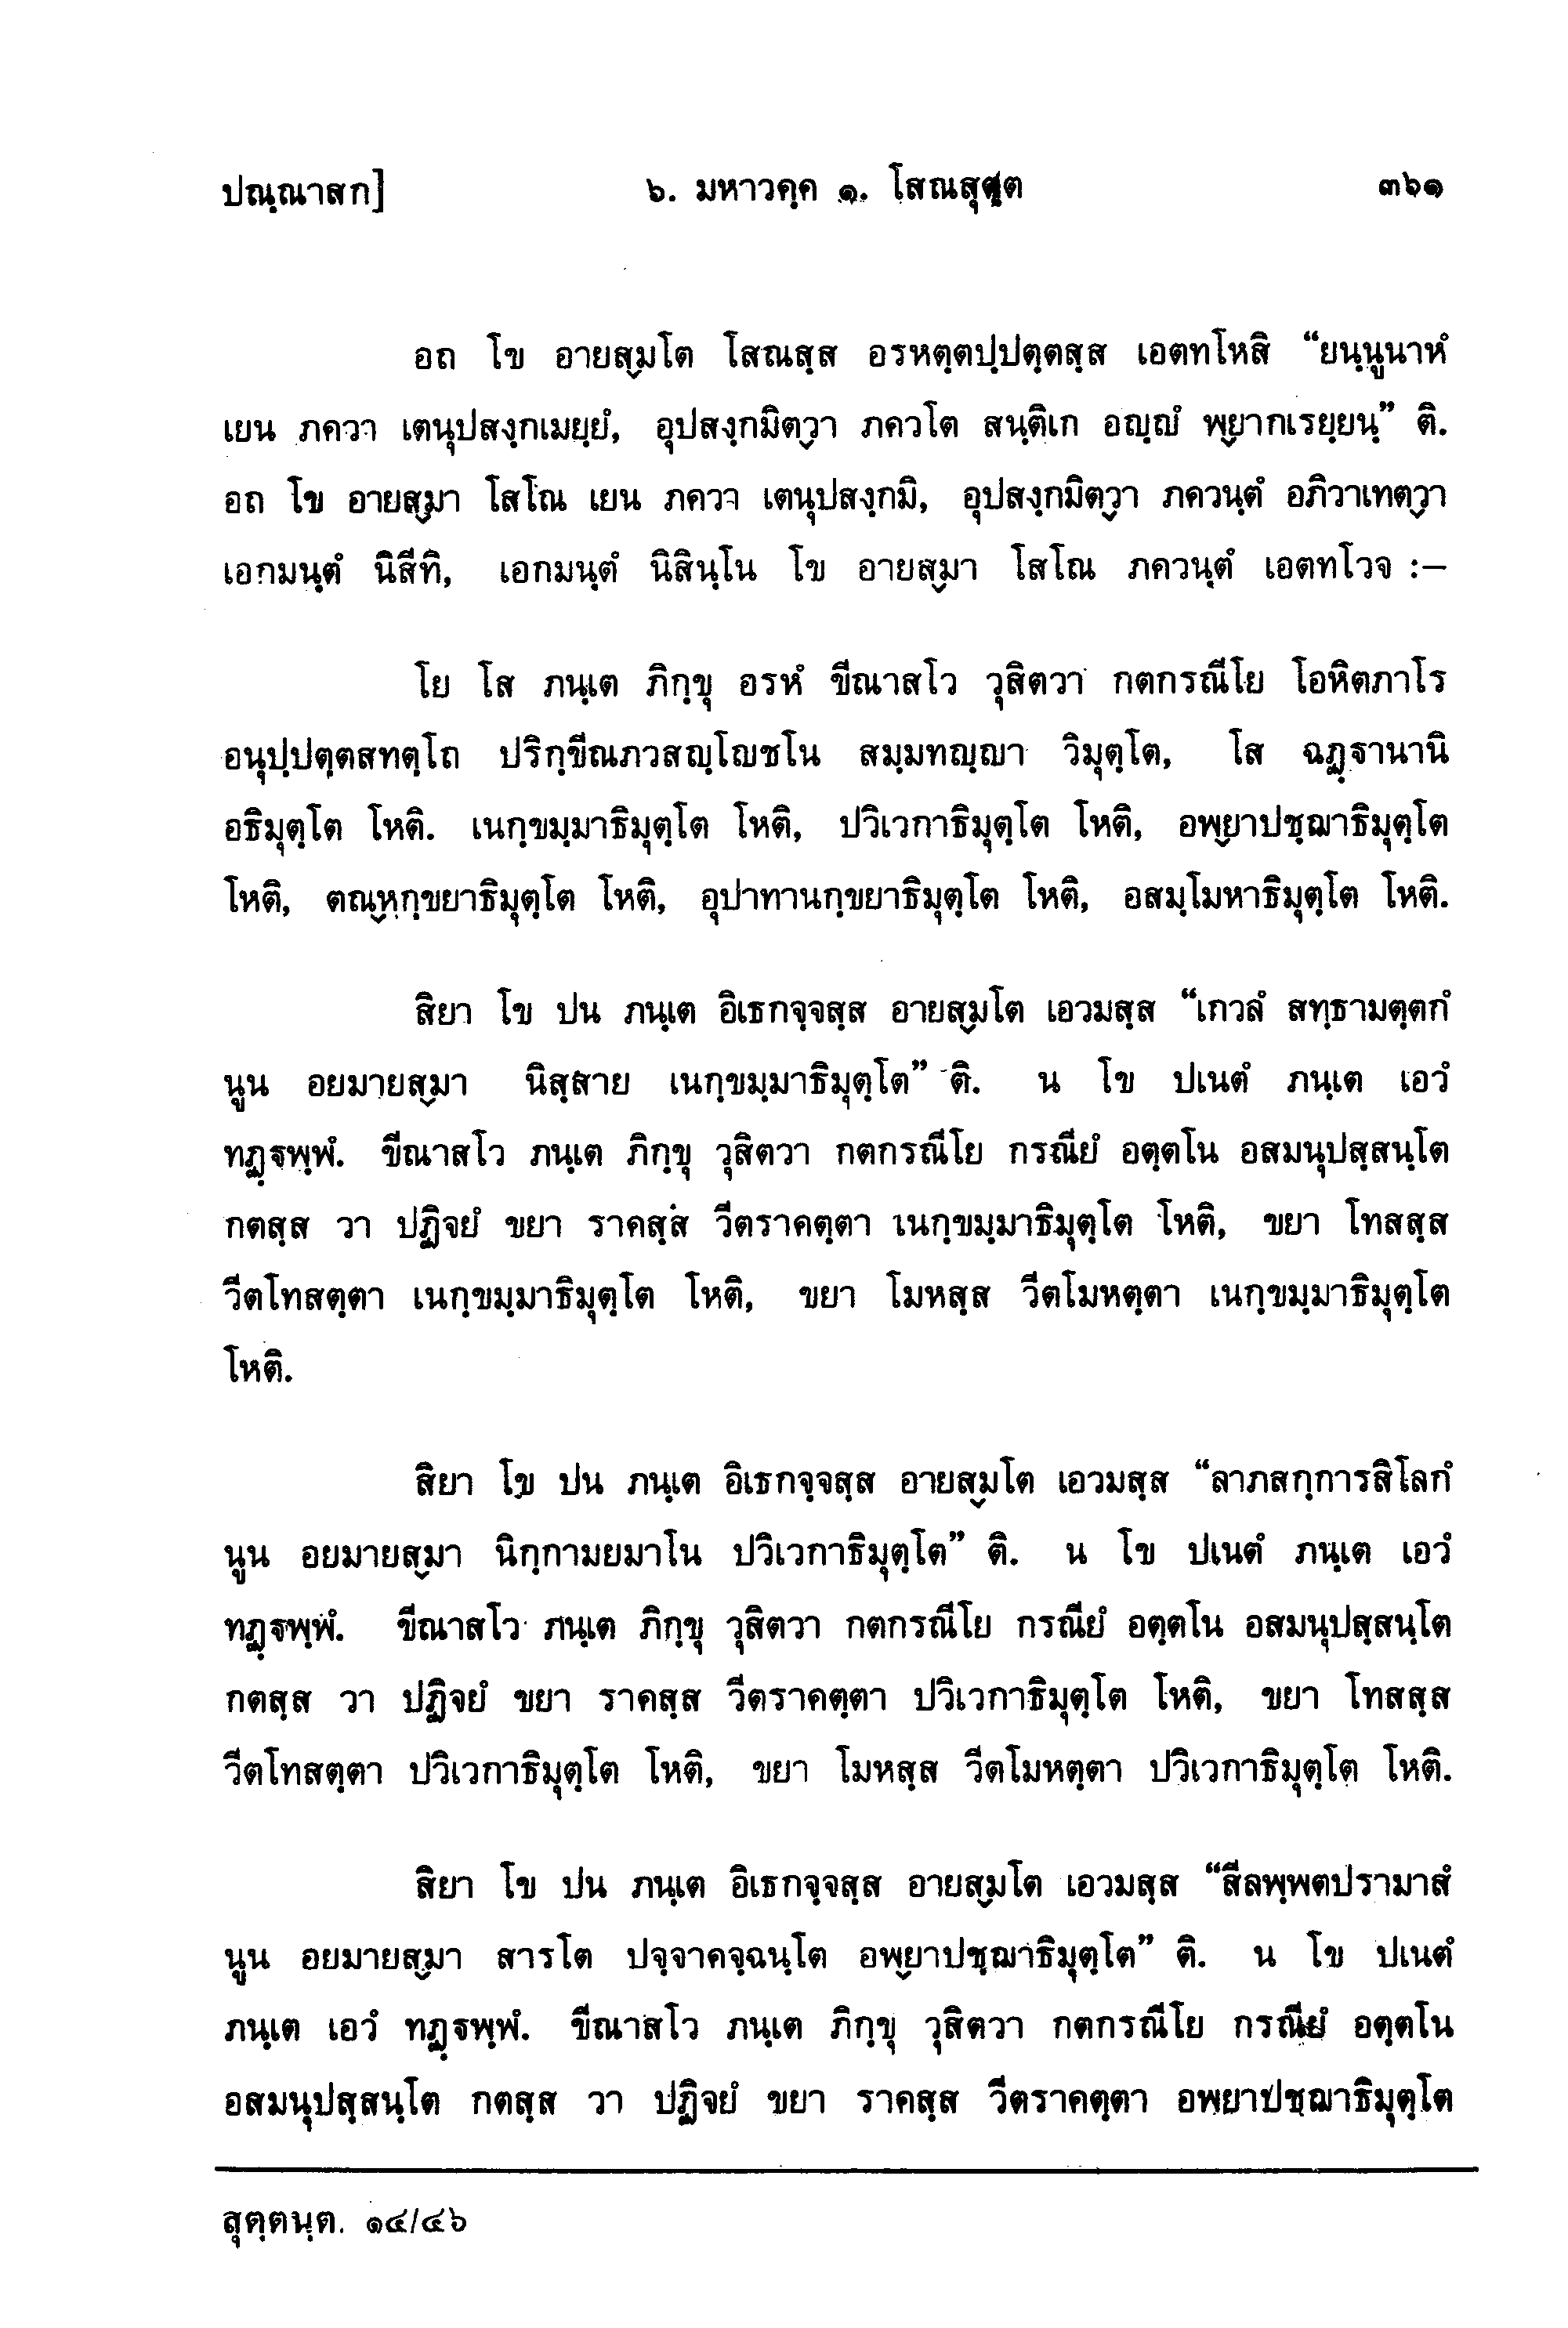 ปณฺณาสก] ๖. มหาวคฺค ๑. โสณสุตฺต ๓๖๑
อถ โข อายสฺมโต โสณสฺส อรหตฺตปฺปตฺตสฺส เอตทโหสิ “ยนฺนูนาหํ
เยน ภควา เตนุปสงฺกเมยฺยํ, อุปสงฺกมิตฺวา ภควโต สนฺติเก อญฺญํ พฺยากเรยฺยนฺ” ติ.
อถ โข อายสฺมา โสโณ เยน ภควา เตนุปสงฺกมิ, อุปสงฺกมิตฺวา ภควนฺตํ อภิวาเทตฺวา
เอกมนฺตํ นิสีทิ, เอกมนฺตํ นิสินฺโน โข อายสฺมา โสโณ ภควนฺตํ เอตทโวจ :–
โย โส ภนฺเต ภิกฺขุ อรหํ ขีณาสโว วุสิตวา กตกรณีโย โอหิตภาโร
อนุปฺปตฺตสทตฺโถ ปริกฺขีณภวสญฺโญชโน สมฺมทญฺญา วิมุตฺโต, โส ฉฏฺฐานานิ
อธิมุตฺโต โหติ. เนกฺขมฺมาธิมุตฺโต โหติ, ปวิเวกาธิมุตฺโต โหติ, อพฺยาปชฺฌาธิมุตฺโต
โหติ, ตณฺหกฺขยาธิมุตฺโต โหติ, อุปาทานกฺขยาธิมุตฺโต โหติ, อสมฺโมหาธิมุตฺโต โหติ.
สิยา โข ปน ภนฺเต อิเธกจฺจสฺส อายสฺมโต เอวมสฺส “เกวลํ สทฺธามตฺตกํ
นูน อยมายสฺมา นิสฺสาย เนกฺขมฺมาธิมุตฺโต” ติ. น โข ปเนตํ ภนฺเต เอวํ
ทฏฺฐพฺพํ. ขีณาสโว ภนฺเต ภิกฺขุ วุสิตวา กตกรณีโย กรณียํ อตฺตโน อสมนุปสฺสนฺโต
กตสฺส วา ปฏิจยํ ขยา ราคสฺส วีตราคตฺตา เนกฺขมฺมาธิมุตฺโต โหติ, ขยา โทสสฺส
วีตโทสตฺตา เนกฺขมฺมาธิมุตฺโต โหติ, ขยา โมหสฺส วีตโมหตฺตา เนกฺขมฺมาธิมุตฺโต
โหติ.
สิยา โข ปน ภนฺเต อิเธกจฺจสฺส อายสฺมโต เอวมสฺส “ลาภสกฺการสิโลกํ
นูน อยมายสฺมา นิกฺกามยมาโน ปวิเวกาธิมุตฺโต” ติ. น โข ปเนตํ ภนฺเต เอวํ
ทฏฺฐพฺพํ. ขีณาสโว ภนฺเต ภิกฺขุ วุสิตวา กตกรณีโย กรณียํ อตฺตโน อสมนุปสฺสนฺโต
กตสฺส วา ปฏิจยํ ขยา ราคสฺส วีตราคตฺตา ปวิเวกาธิมุตฺโต โหติ, ขยา โทสสฺส
วีตโทสตฺตา ปวิเวกาธิมุตฺโต โหติ, ขยา โมหสฺส วีตโมหตฺตา ปวิเวกาธิมุตฺโต โหติ.
สิยา โข ปน ภนฺเต อิเธกจฺจสฺส อายสฺมโต เอวมสฺส “สีลพฺพตปรามาสํ
นูน อยมายสฺมา สารโต ปจฺจาคจฺฉนฺโต อพฺยาปชฺฌาธิมุตฺโต” ติ. น โข ปเนตํ
ภนฺเต เอวํ ทฏฺฐพฺพํ. ขีณาสโว ภนฺเต ภิกฺขุ วุสิตวา กตกรณีโย กรณียํ อตฺตโน
อสมนุปสฺสนฺโต กตสฺส วา ปฏิจยํ ขยา ราคสฺส วีตราคตฺตา อพฺยาปชฺฌาธิมุตฺโต
สุตฺตนฺต. ๑๔/๔๖